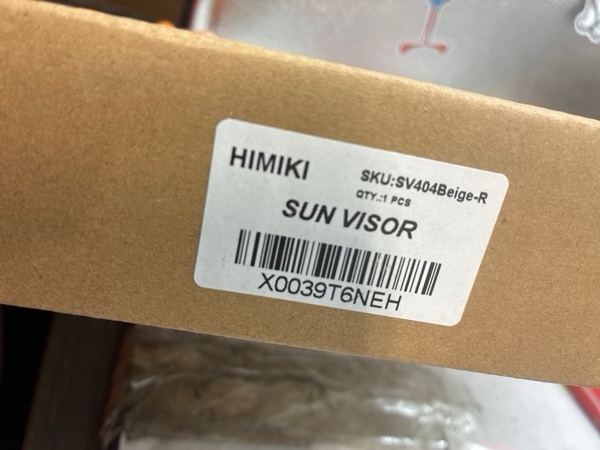 HIMIKI
SKU:SV404Beige-R
QTY.:1 PCS
SUN VISOR
X0039T6NEH